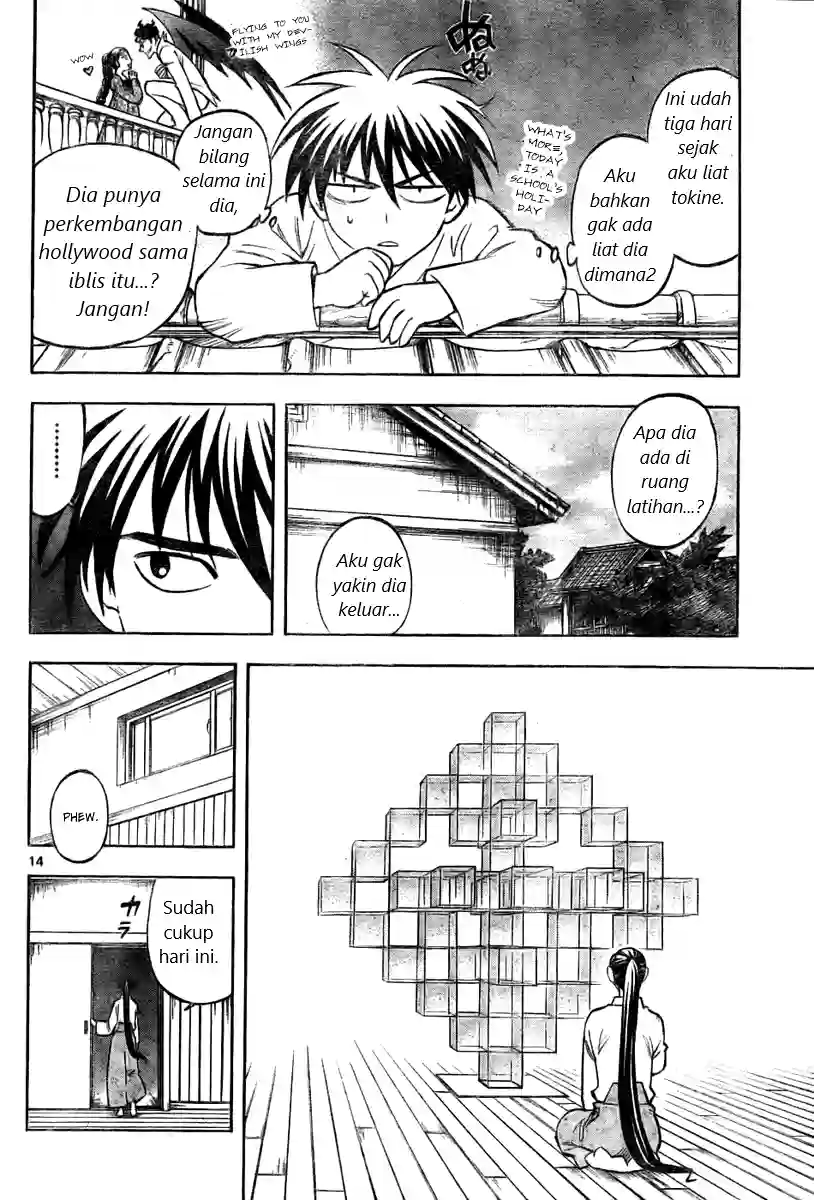 Ini udah
tiga hari
sejak
aku liat
tokine.
Aku
bahkan
gak ada
liat dia
dimana2
WHAT'S
MORE,
TODAY
IS A
SCHOOL'S
HOLI-
DAY
FLYING TO YOU
WITH MY DEV-
ILISH WINGS
WOW
Jangan
bilang
selama ini
dia,
Dia punya
perkembangan
hollywood sama
iblis itu...?
Jangan!
Apa dia
ada di
ruang
latihan...?
Aku gak
yakin dia
keluar...
.........
PHEW.
14
カラ
Sudah
cukup
hari ini.